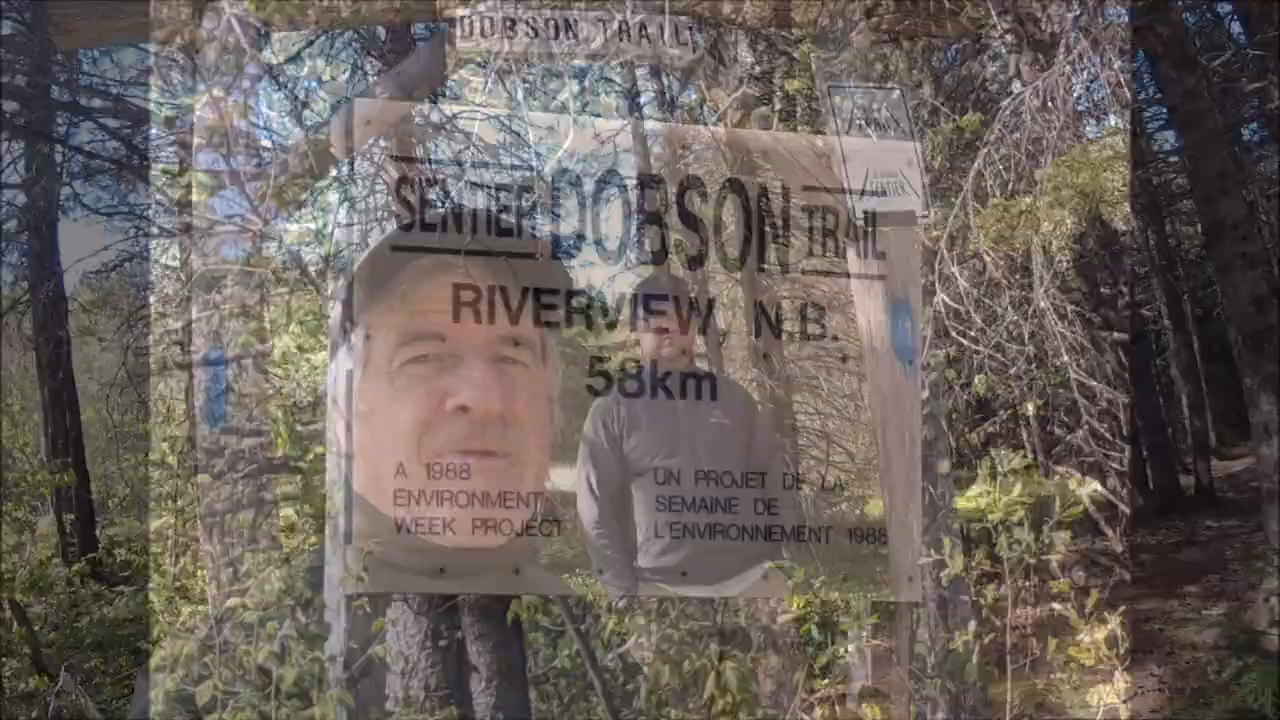 DOBSON TRAIL
SENTIER DOBSON TRAIL
RIVERVIEW, N.B.
58km
A 1988
ENVIRONMENT
WEEK PROJECT
UN PROJET DE LA
SEMAINE DE
L'ENVIRONNEMENT 1988